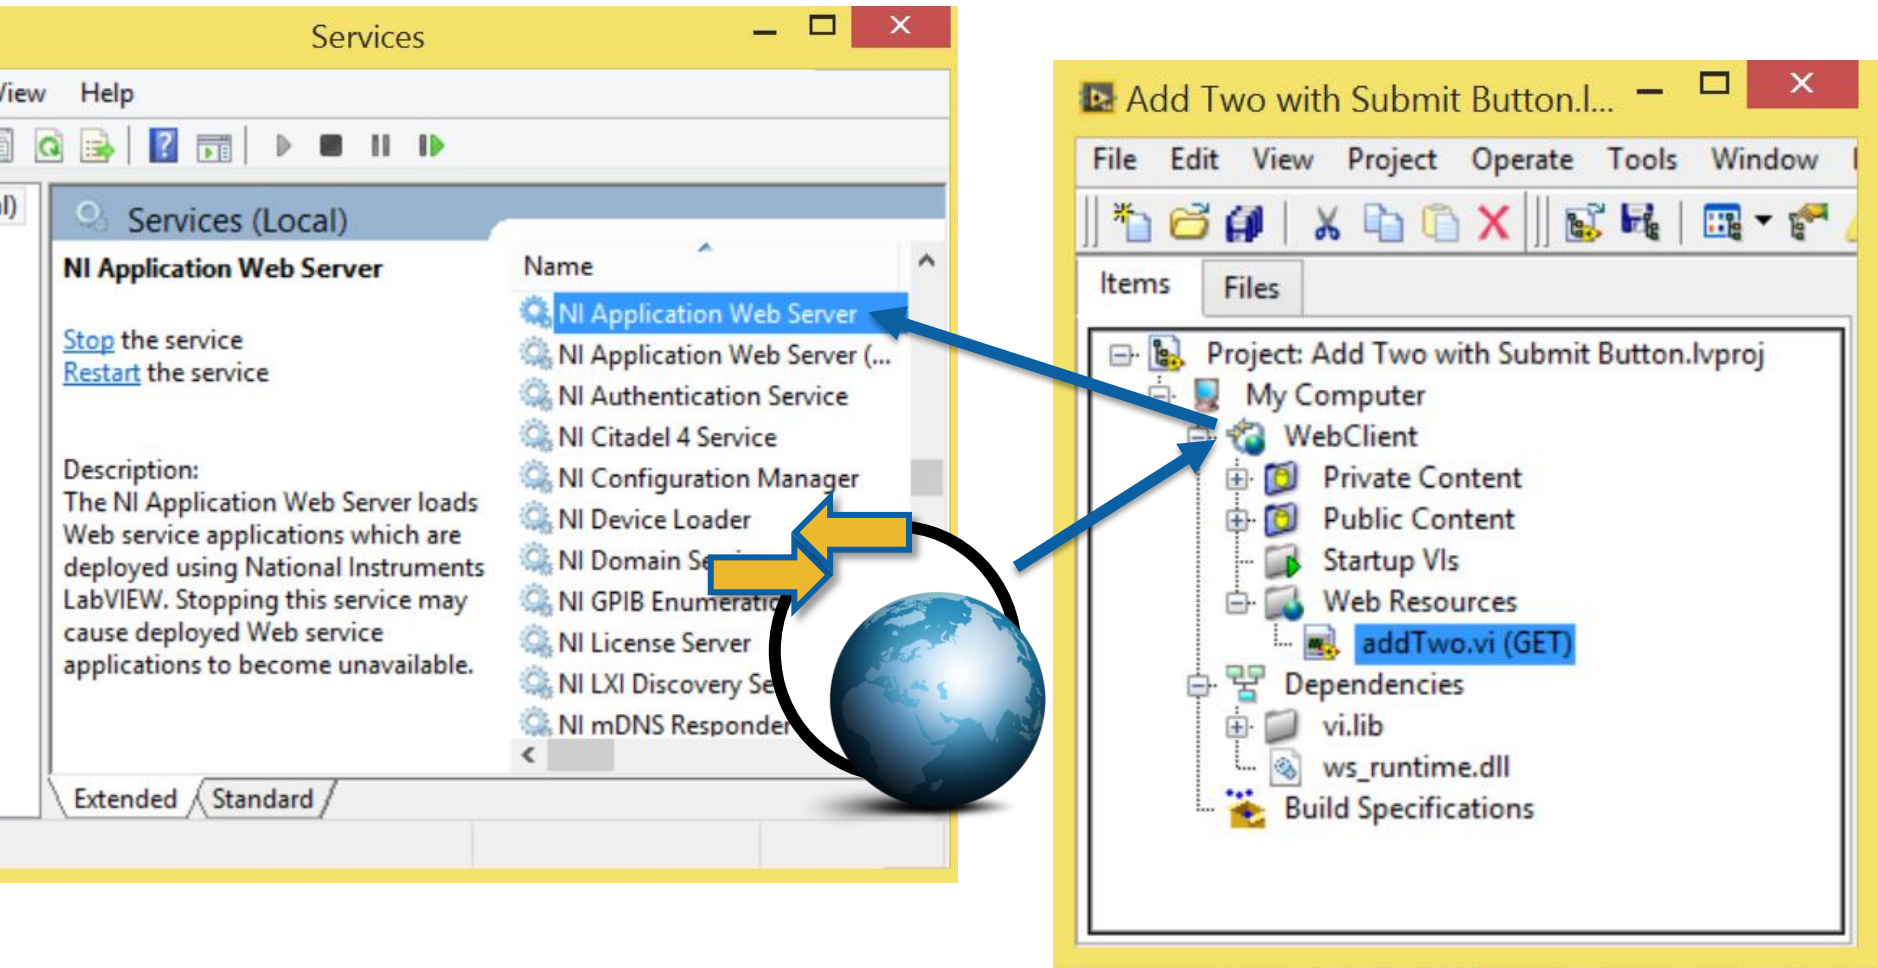 Services
View Help
Services (Local)
NI Application Web Server
Stop the service
Restart the service
Description:
The NI Application Web Server loads
Web service applications which are
deployed using National Instruments
LabVIEW. Stopping this service may
cause deployed Web service
applications to become unavailable.
Name
NI Application Web Server
NI Application Web Server (...
NI Authentication Service
NI Citadel 4 Service
NI Configuration Manager
NI Device Loader
NI Domain
NI GPIB
NI License Server
NI LXI Discovery
NI mDNS Responder
Extended
Standard
Add Two with Submit Button.l...
File Edit View Project Operate Tools Window
Items Files
Project: Add Two with Submit Button.lvproj
My Computer
WebClient
Private Content
Public Content
Startup VIs
Web Resources
addTwo.vi (GET)
Dependencies
vi.lib
ws_runtime.dll
Build Specifications